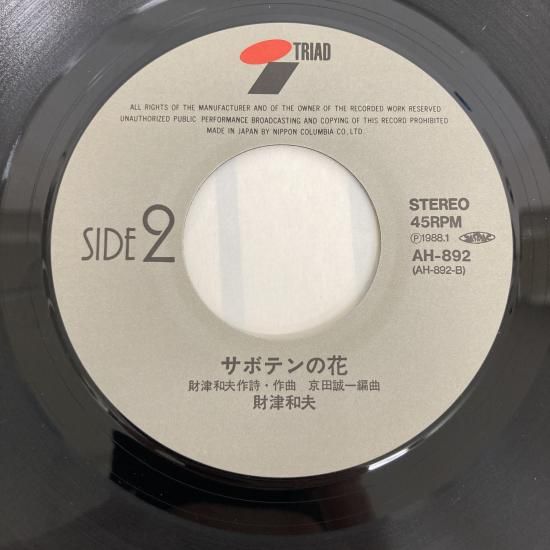 TRIAD
ALL RIGHTS OF THE MANUFACTURER AND OF THE OWNER OF THE RECORDED WORK RESERVED
UNAUTHORIZED PUBLIC PERFORMANCE BROADCASTING AND COPYING OF THIS RECORD PROHIBITED
MADE IN JAPAN BY NIPPON COLUMBIA CO., LTD.
SIDE 2
STEREO
45RPM
Ⓟ1988.1
AH-892
(AH-892-B)
サボテンの花
財津和夫作詩・作曲 京田誠一編曲
財津和夫